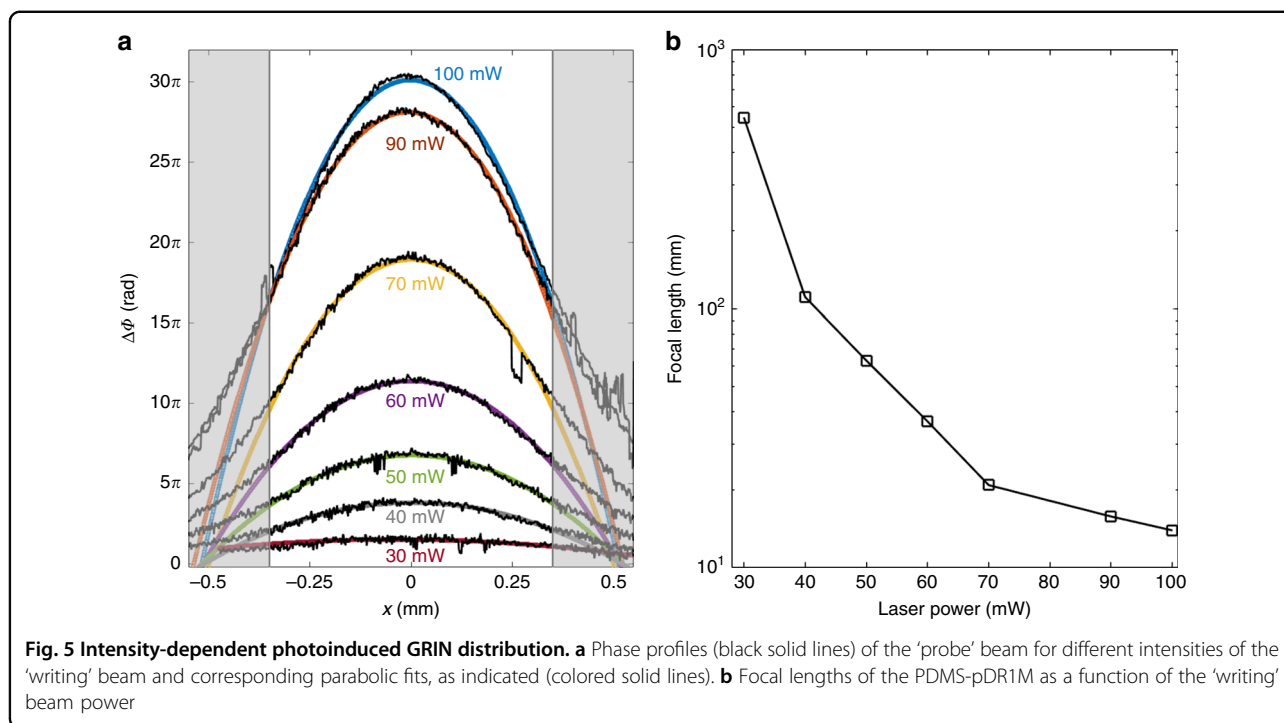 a
b
30π
25π
20π
15π
10π
5π
0
ΔΦ (rad)
100 mW
90 mW
70 mW
60 mW
50 mW
40 mW
30 mW
−0.5
−0.25
0
0.25
0.5
x (mm)
10³
10²
10¹
Focal length (mm)
30
40
50
60
70
80
90
100
Laser power (mW)
Fig. 5 Intensity-dependent photoinduced GRIN distribution. a Phase profiles (black solid lines) of the ‘probe’ beam for different intensities of the
‘writing’ beam and corresponding parabolic fits, as indicated (colored solid lines). b Focal lengths of the PDMS-pDR1M as a function of the ‘writing’
beam power